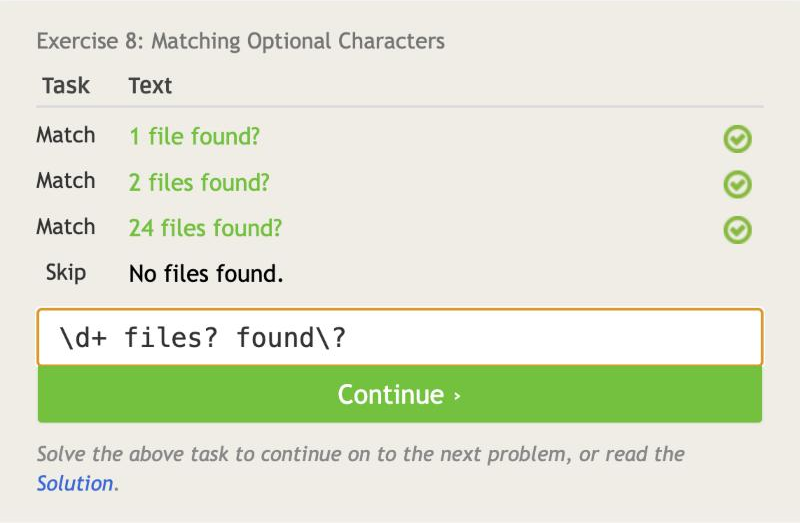 Exercise 8: Matching Optional Characters
Task Text
Match 1 file found?
Match 2 files found?
Match 24 files found?
Skip No files found.
\d+ files? found\?
Continue ›
Solve the above task to continue on to the next problem, or read the
Solution.